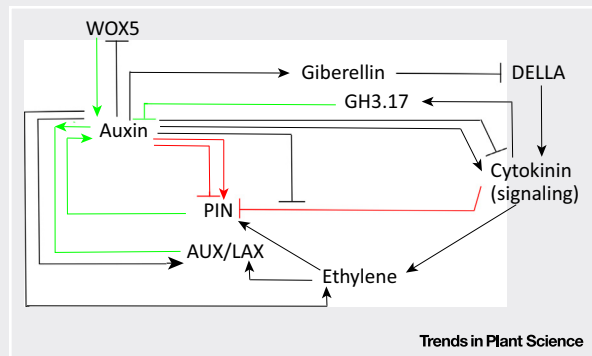 WOX5
Giberellin
DELLA
GH3.17
Auxin
Cytokinin
(signaling)
PIN
AUX/LAX
Ethylene
Trends in Plant Science